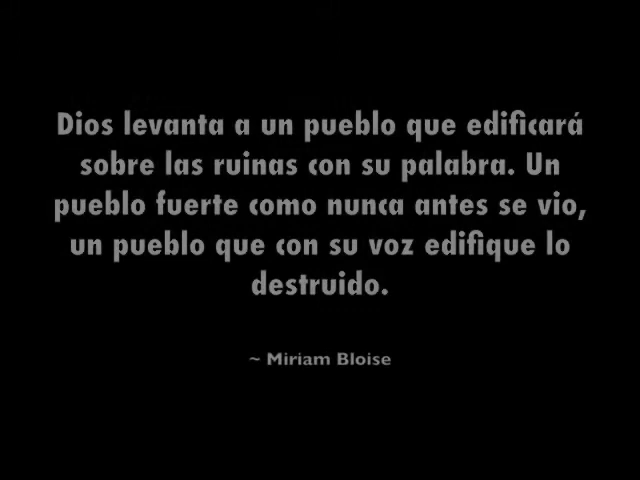 Dios levanta a un pueblo que edificará
sobre las ruinas con su palabra. Un
pueblo fuerte como nunca antes se vio,
un pueblo que con su voz edifique lo
destruido.
~ Miriam Bloise